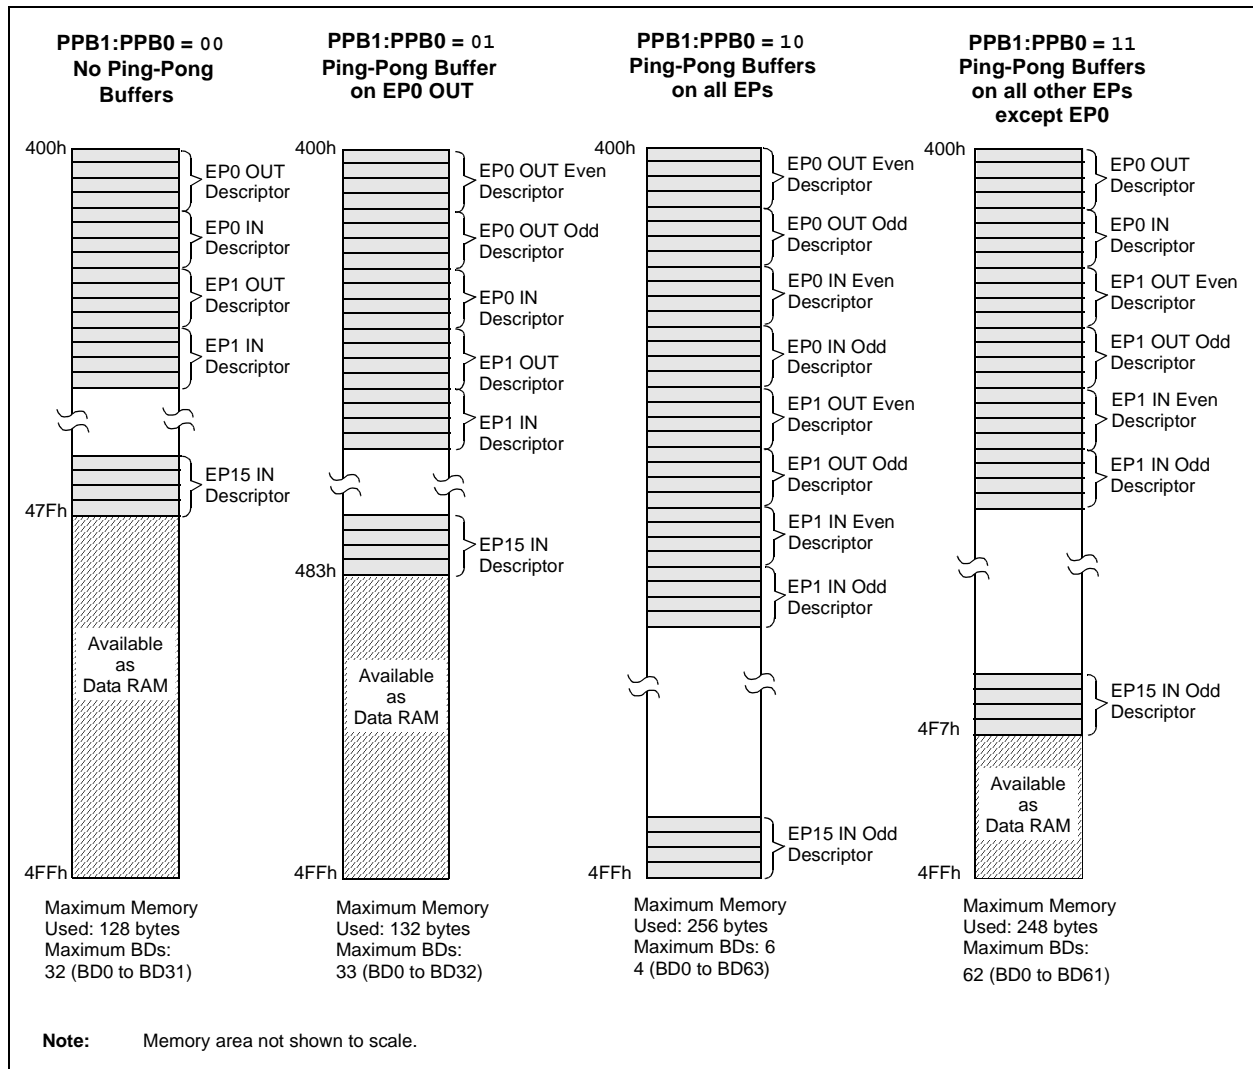 PPB1:PPB0 = 00
No Ping-Pong
Buffers
400h
EP0 OUT
Descriptor
EP0 IN
Descriptor
EP1 OUT
Descriptor
EP1 IN
Descriptor
EP15 IN
Descriptor
47Fh
Available
as
Data RAM
4FFh
Maximum Memory
Used: 128 bytes
Maximum BDs:
32 (BD0 to BD31)
PPB1:PPB0 = 01
Ping-Pong Buffer
on EP0 OUT
400h
EP0 OUT Even
Descriptor
EP0 OUT Odd
Descriptor
EP0 IN
Descriptor
EP1 OUT
Descriptor
EP1 IN
Descriptor
EP15 IN
Descriptor
483h
Available
as
Data RAM
4FFh
Maximum Memory
Used: 132 bytes
Maximum BDs:
33 (BD0 to BD32)
PPB1:PPB0 = 10
Ping-Pong Buffers
on all EPs
400h
EP0 OUT Even
Descriptor
EP0 OUT Odd
Descriptor
EP0 IN Even
Descriptor
EP0 IN Odd
Descriptor
EP1 OUT Even
Descriptor
EP1 OUT Odd
Descriptor
EP1 IN Even
Descriptor
EP1 IN Odd
Descriptor
EP15 IN Odd
Descriptor
4FFh
Maximum Memory
Used: 256 bytes
Maximum BDs: 6
4 (BD0 to BD63)
PPB1:PPB0 = 11
Ping-Pong Buffers
on all other EPs
except EP0
400h
EP0 OUT
Descriptor
EP0 IN
Descriptor
EP1 OUT Even
Descriptor
EP1 OUT Odd
Descriptor
EP1 IN Even
Descriptor
EP1 IN Odd
Descriptor
EP15 IN Odd
Descriptor
4F7h
Available
as
Data RAM
4FFh
Maximum Memory
Used: 248 bytes
Maximum BDs:
62 (BD0 to BD61)
Note: Memory area not shown to scale.